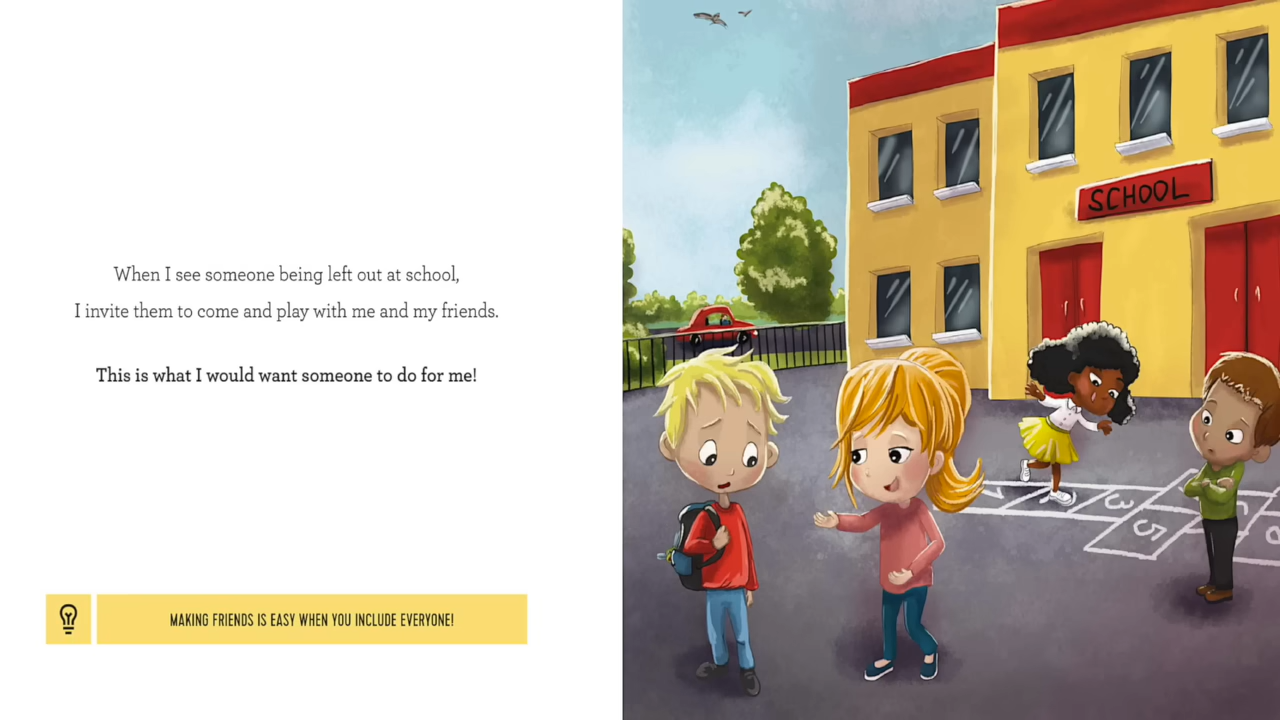 When I see someone being left out at school,
I invite them to come and play with me and my friends.
This is what I would want someone to do for me!
MAKING FRIENDS IS EASY WHEN YOU INCLUDE EVERYONE!
SCHOOL
3
5